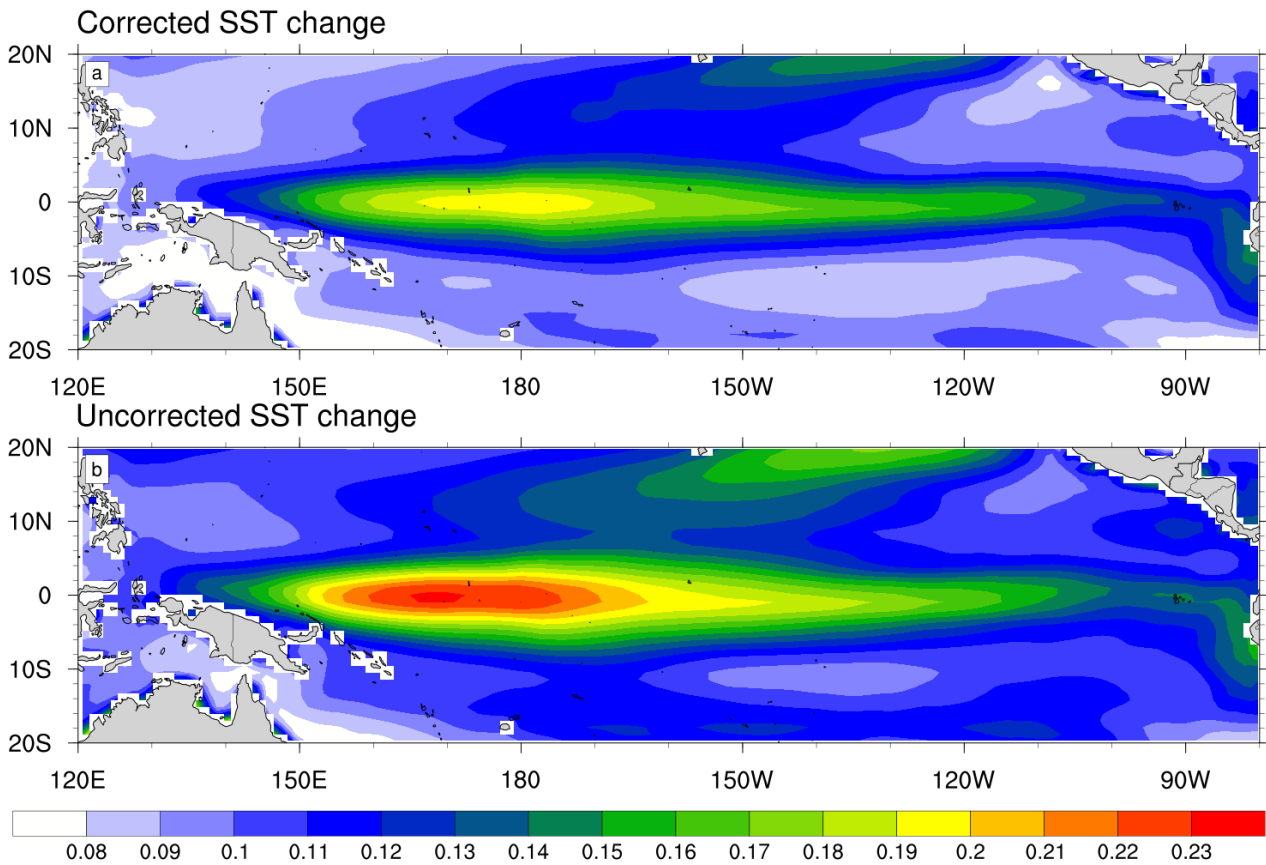 Corrected SST change
20N
a
10N
0
10S
20S
120E 150E 180 150W 120W 90W
Uncorrected SST change
20N
b
10N
0
10S
20S
120E 150E 180 150W 120W 90W
0.08 0.09 0.1 0.11 0.12 0.13 0.14 0.15 0.16 0.17 0.18 0.19 0.2 0.21 0.22 0.23